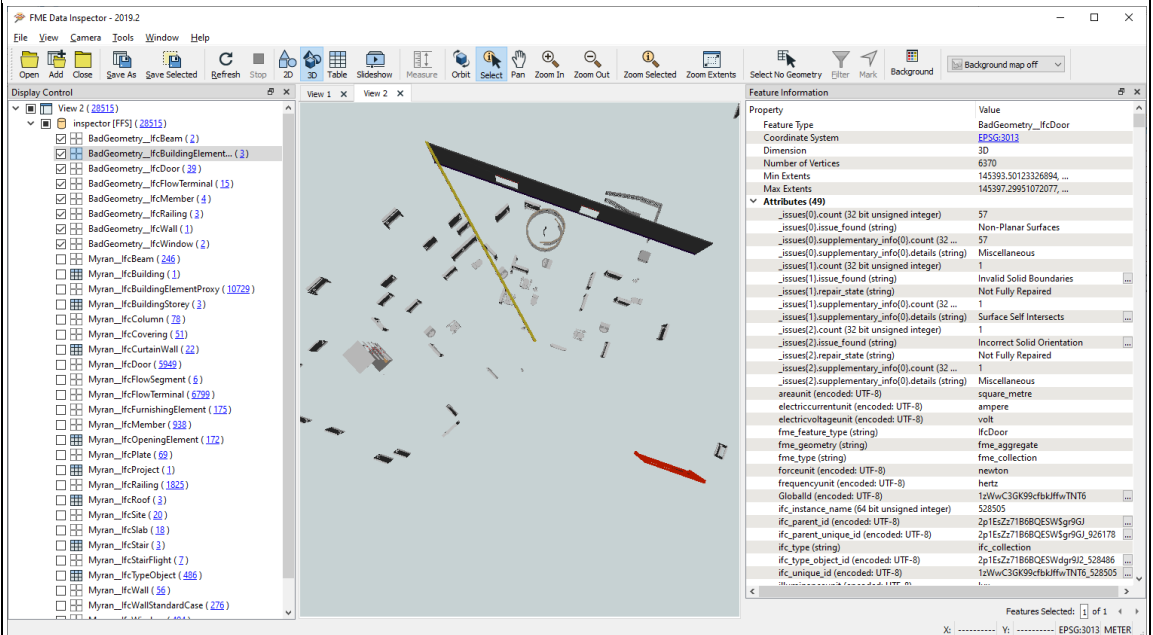 FME Data Inspector - 2019.2
File View Camera Tools Window Help
Open Add Close Save As Save Selected Refresh Stop 2D 3D Table Slideshow Measure Orbit Select Pan Zoom In Zoom Out Zoom Selected Zoom Extents Select No Geometry Filter Mark Background Background map off
Display Control
View 2 (28515)
inspector [FFS] (28515)
BadGeometry__IfcBeam (2)
BadGeometry__IfcBuildingElement... (3)
BadGeometry__IfcDoor (39)
BadGeometry__IfcFlowTerminal (15)
BadGeometry__IfcMember (4)
BadGeometry__IfcRailing (3)
BadGeometry__IfcWall (1)
BadGeometry__IfcWindow (2)
Myran__IfcBeam (246)
Myran__IfcBuilding (1)
Myran__IfcBuildingElementProxy (10729)
Myran__IfcBuildingStorey (3)
Myran__IfcColumn (78)
Myran__IfcCovering (51)
Myran__IfcCurtainWall (22)
Myran__IfcDoor (5949)
Myran__IfcFlowSegment (6)
Myran__IfcFlowTerminal (6799)
Myran__IfcFurnishingElement (175)
Myran__IfcMember (938)
Myran__IfcOpeningElement (172)
Myran__IfcPlate (69)
Myran__IfcProject (1)
Myran__IfcRailing (1825)
Myran__IfcRoof (3)
Myran__IfcSite (20)
Myran__IfcSlab (18)
Myran__IfcStair (3)
Myran__IfcStairFlight (7)
Myran__IfcTypeObject (486)
Myran__IfcWall (56)
Myran__IfcWallStandardCase (276)
View 1 View 2
Feature Information
Property Value
Feature Type BadGeometry__IfcDoor
Coordinate System EPSG:3013
Dimension 3D
Number of Vertices 6370
Min Extents 145393.50123326894, ...
Max Extents 145397.29951072077, ...
Attributes (49)
_issues{0}.count (32 bit unsigned integer) 57
_issues{0}.issue_found (string) Non-Planar Surfaces
_issues{0}.supplementary_info{0}.count (32 ... 57
_issues{0}.supplementary_info{0}.details (string) Miscellaneous
_issues{1}.count (32 bit unsigned integer) 1
_issues{1}.issue_found (string) Invalid Solid Boundaries ...
_issues{1}.repair_state (string) Not Fully Repaired
_issues{1}.supplementary_info{0}.count (32 ... 1
_issues{1}.supplementary_info{0}.details (string) Surface Self Intersects ...
_issues{2}.count (32 bit unsigned integer) 1
_issues{2}.issue_found (string) Incorrect Solid Orientation ...
_issues{2}.repair_state (string) Not Fully Repaired
_issues{2}.supplementary_info{0}.count (32 ... 1
_issues{2}.supplementary_info{0}.details (string) Miscellaneous
areaunit (encoded: UTF-8) square_metre
electriccurrentunit (encoded: UTF-8) ampere
electricvoltageunit (encoded: UTF-8) volt
fme_feature_type (string) IfcDoor
fme_geometry (string) fme_aggregate
fme_type (string) fme_collection
forceunit (encoded: UTF-8) newton
frequencyunit (encoded: UTF-8) hertz
GlobalId (encoded: UTF-8) 1zWwC3GK99cfbkJffwTNT6 ...
ifc_instance_name (64 bit unsigned integer) 528505
ifc_parent_id (encoded: UTF-8) 2p1EsZz71B6BQESW$gr9GJ ...
ifc_parent_unique_id (encoded: UTF-8) 2p1EsZz71B6BQESW$gr9GJ_926178 ...
ifc_type (string) ifc_collection
ifc_type_object_id (encoded: UTF-8) 2p1EsZz71B6BQESWdgr9J2_528486 ...
ifc_unique_id (encoded: UTF-8) 1zWwC3GK99cfbkJffwTNT6_528505 ...
Features Selected: 1 of 1
X: ---------- Y: ---------- EPSG:3013 METER